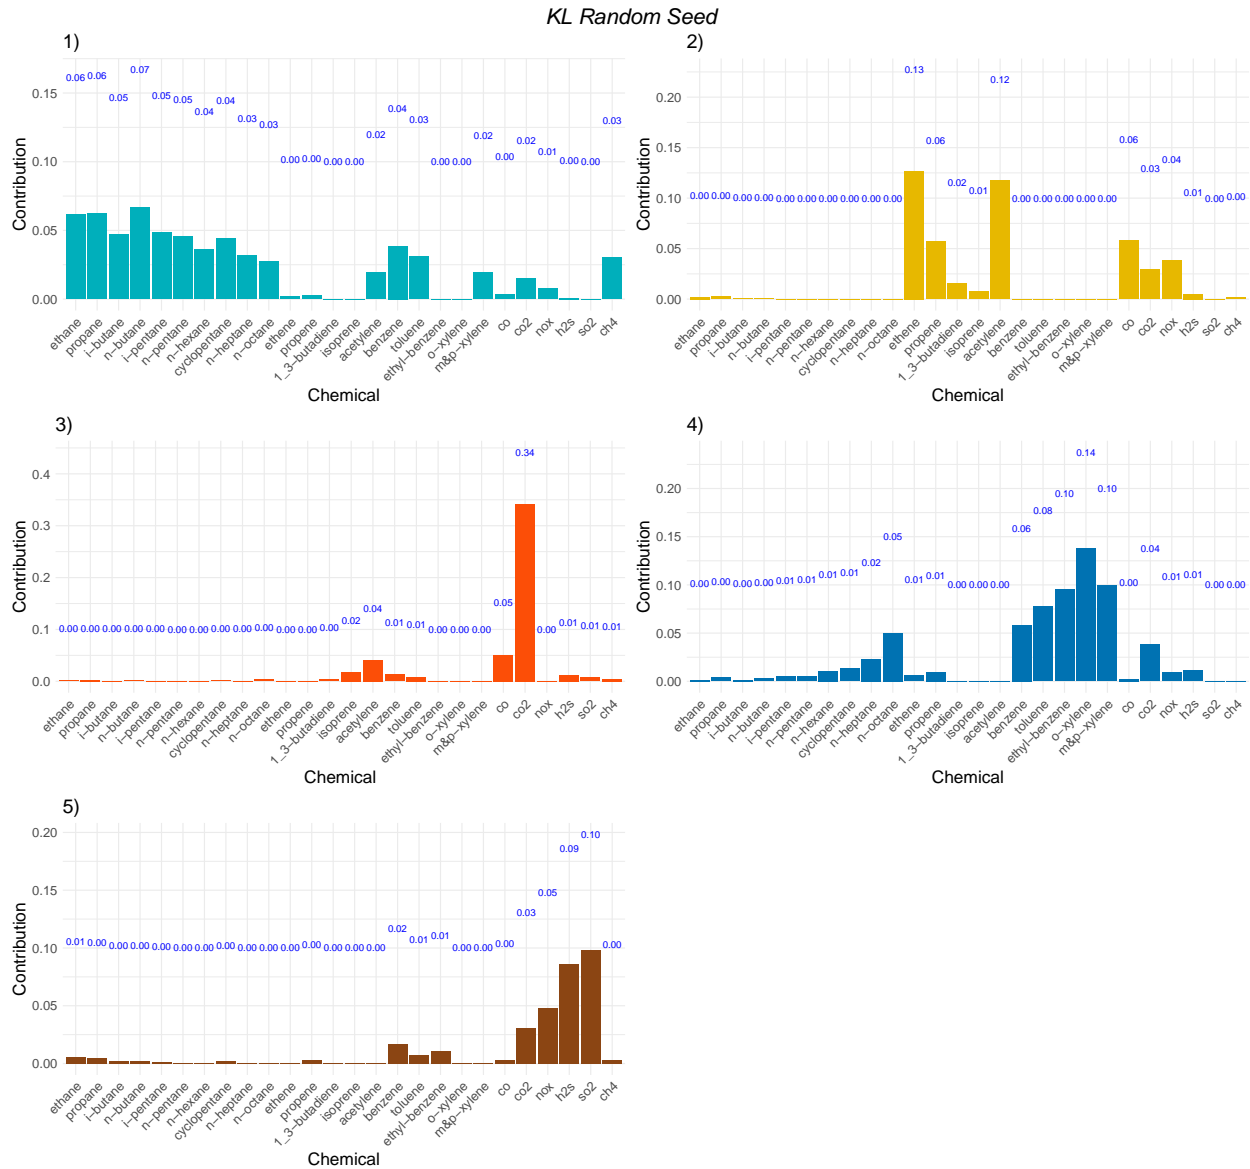 KL Random Seed
1)
0.06 0.06 0.05 0.07 0.05 0.05 0.04 0.04 0.03 0.03 0.00 0.00 0.00 0.00 0.02 0.04 0.03 0.00 0.00 0.02 0.00 0.02 0.01 0.00 0.00 0.03
0.15
0.10
0.05
0.00
Contribution
ethane propane i−butane n−butane i−pentane n−pentane n−hexane cyclopentane n−heptane n−octane ethene propene 1_3−butadiene isoprene acetylene benzene toluene ethyl−benzene o−xylene m&p−xylene co co2 nox h2s so2 ch4
Chemical
2)
0.00 0.00 0.00 0.00 0.00 0.00 0.00 0.00 0.00 0.00 0.13 0.06 0.02 0.01 0.12 0.00 0.00 0.00 0.00 0.00 0.06 0.03 0.04 0.01 0.00 0.00
0.20
0.15
0.10
0.05
0.00
Contribution
ethane propane i−butane n−butane i−pentane n−pentane n−hexane cyclopentane n−heptane n−octane ethene propene 1_3−butadiene isoprene acetylene benzene toluene ethyl−benzene o−xylene m&p−xylene co co2 nox h2s so2 ch4
Chemical
3)
0.00 0.00 0.00 0.00 0.00 0.00 0.00 0.00 0.00 0.00 0.00 0.00 0.00 0.02 0.04 0.01 0.01 0.00 0.00 0.00 0.05 0.34 0.00 0.01 0.01 0.01
0.4
0.3
0.2
0.1
0.0
Contribution
ethane propane i−butane n−butane i−pentane n−pentane n−hexane cyclopentane n−heptane n−octane ethene propene 1_3−butadiene isoprene acetylene benzene toluene ethyl−benzene o−xylene m&p−xylene co co2 nox h2s so2 ch4
Chemical
4)
0.00 0.00 0.00 0.00 0.01 0.01 0.01 0.01 0.02 0.05 0.01 0.01 0.00 0.00 0.00 0.06 0.08 0.10 0.14 0.10 0.00 0.04 0.01 0.01 0.00 0.00
0.20
0.15
0.10
0.05
0.00
Contribution
ethane propane i−butane n−butane i−pentane n−pentane n−hexane cyclopentane n−heptane n−octane ethene propene 1_3−butadiene isoprene acetylene benzene toluene ethyl−benzene o−xylene m&p−xylene co co2 nox h2s so2 ch4
Chemical
5)
0.01 0.00 0.00 0.00 0.00 0.00 0.00 0.00 0.00 0.00 0.00 0.00 0.00 0.00 0.00 0.02 0.01 0.01 0.00 0.00 0.00 0.03 0.05 0.09 0.10 0.00
0.20
0.15
0.10
0.05
0.00
Contribution
ethane propane i−butane n−butane i−pentane n−pentane n−hexane cyclopentane n−heptane n−octane ethene propene 1_3−butadiene isoprene acetylene benzene toluene ethyl−benzene o−xylene m&p−xylene co co2 nox h2s so2 ch4
Chemical